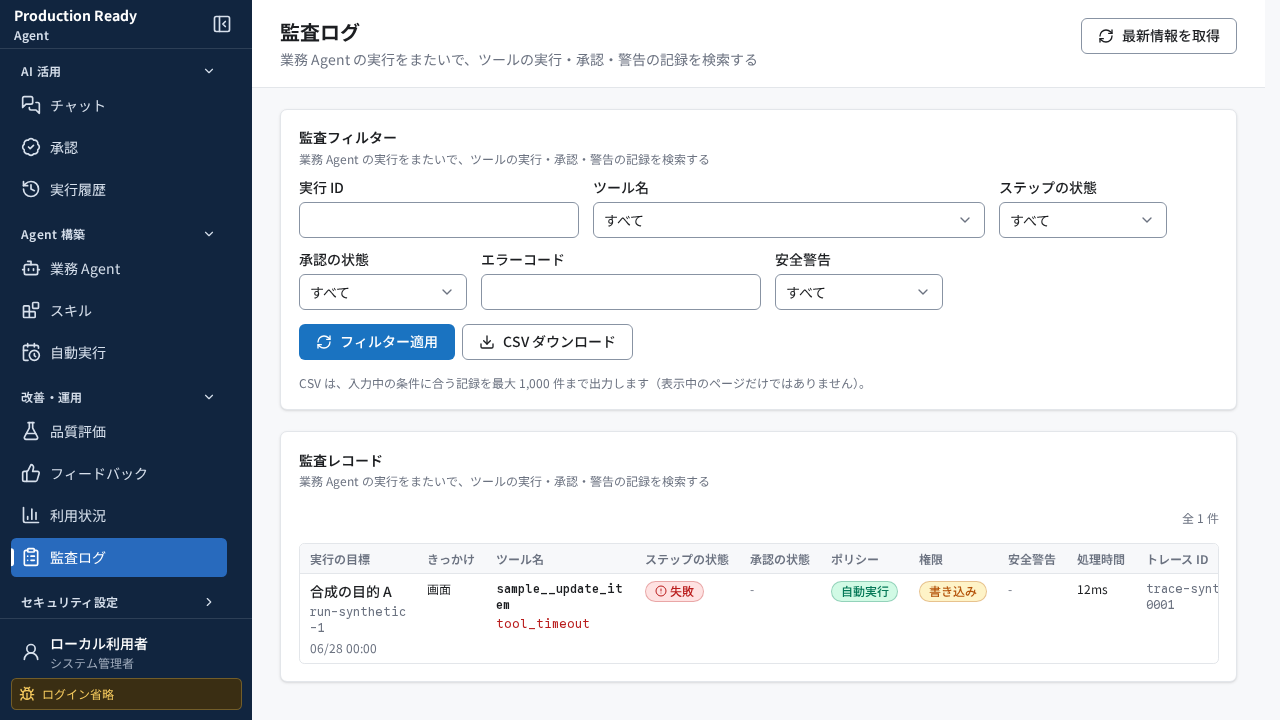 Production Ready
Agent
AI 活用
チャット
承認
実行履歴
Agent 構築
業務 Agent
スキル
自動実行
改善・運用
品質評価
フィードバック
利用状況
監査ログ
セキュリティ設定
ローカル利用者
システム管理者
ログイン省略
監査ログ
業務 Agent の実行をまたいで、ツールの実行・承認・警告の記録を検索する
最新情報を取得
監査フィルター
業務 Agent の実行をまたいで、ツールの実行・承認・警告の記録を検索する
実行 ID
ツール名
ステップの状態
すべて
すべて
承認の状態
エラーコード
安全警告
すべて
すべて
フィルター適用
CSV ダウンロード
CSV は、入力中の条件に合う記録を最大 1,000 件まで出力します（表示中のページだけではありません）。
監査レコード
業務 Agent の実行をまたいで、ツールの実行・承認・警告の記録を検索する
全 1 件
実行の目標 きっかけ ツール名 ステップの状態 承認の状態 ポリシー 権限 安全警告 処理時間 トレース ID
合成の目的 A
run-synthetic
-1
06/28 00:00
画面
sample__update_it
em
tool_timeout
失敗
-
自動実行
書き込み
-
12ms
trace-synt
0001